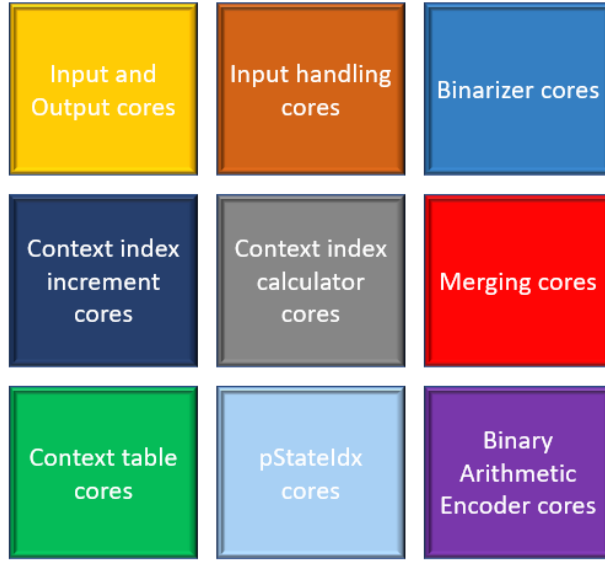 Input and
Output cores
Input handling
cores
Binarizer cores
Context index
increment
cores
Context index
calculator
cores
Merging cores
Context table
cores
pStateIdx
cores
Binary
Arithmetic
Encoder cores